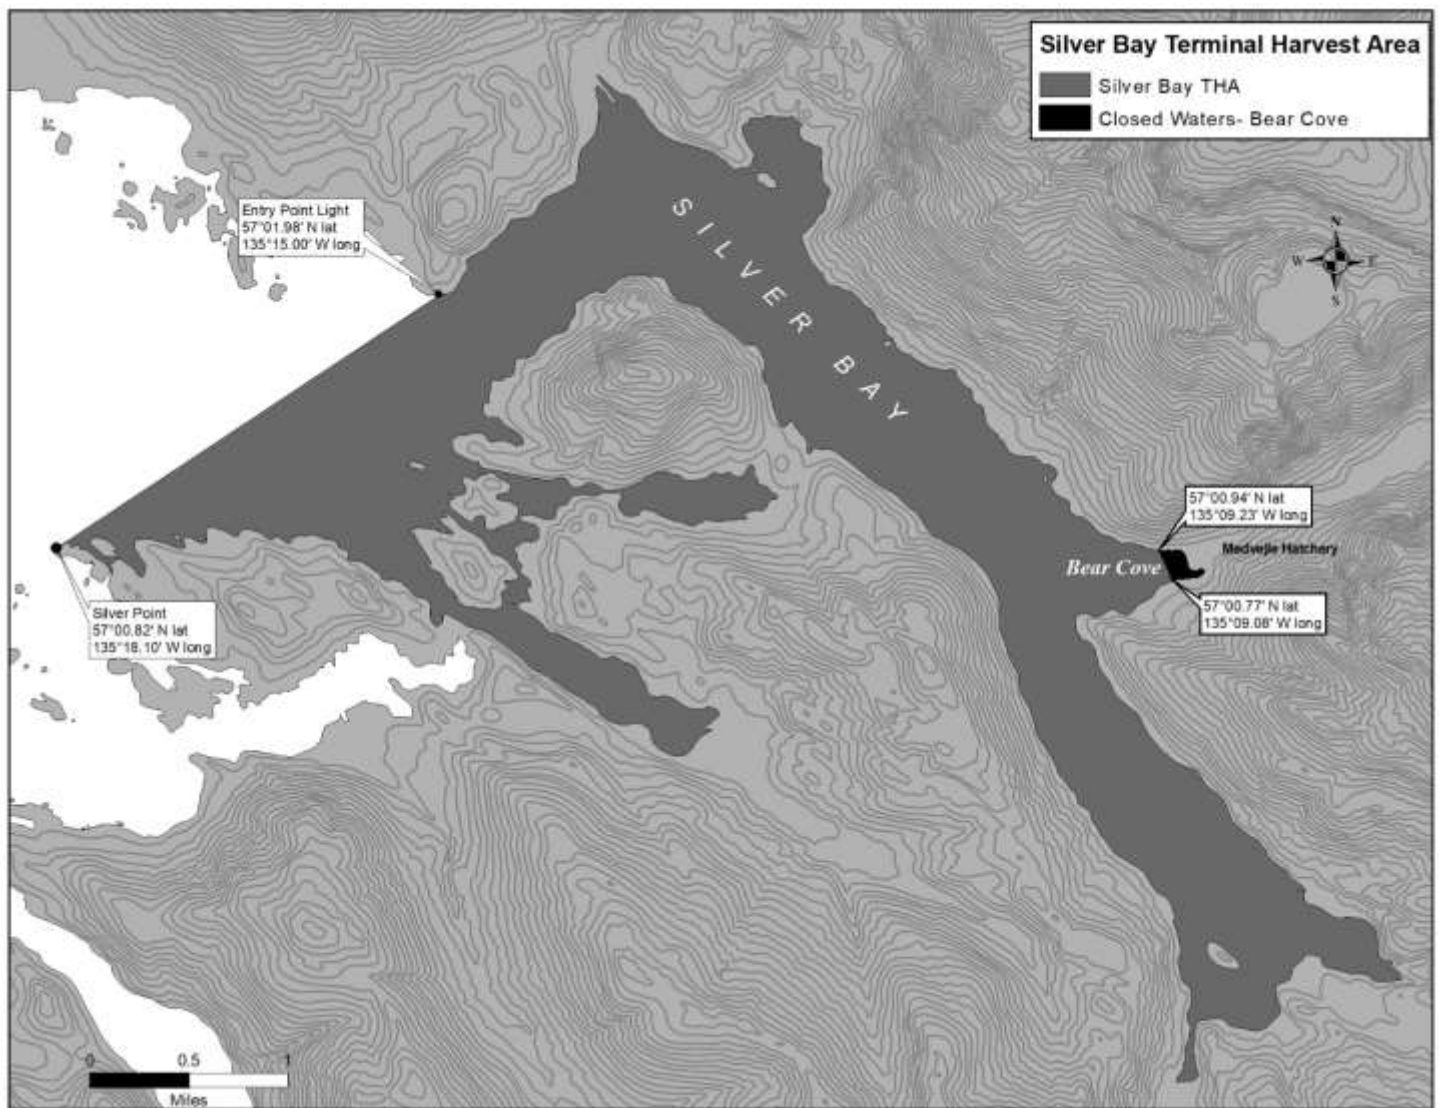 Silver Bay Terminal Harvest Area
Silver Bay THA
Closed Waters- Bear Cove
Entry Point Light
57°01.98' N lat
135°15.00' W long
N
W E
S
SILVER BAY
57°00.94' N lat
135°09.23' W long
Medvejie Hatchery
Bear Cove
57°00.77' N lat
135°09.08' W long
Silver Point
57°00.82' N lat
135°18.10' W long
0 0.5 1
Miles